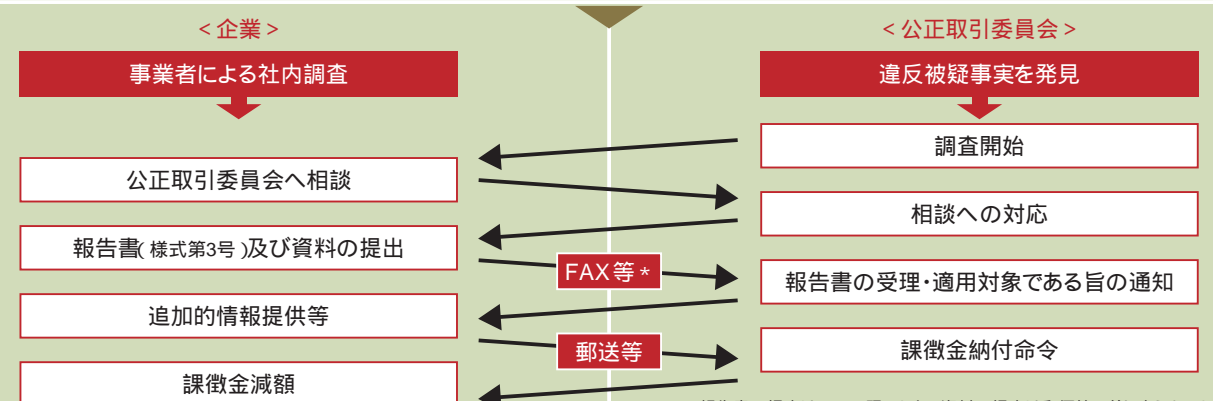 <企業>
事業者による社内調査
公正取引委員会へ相談
報告書(様式第3号)及び資料の提出
追加的情報提供等
課徴金減額
FAX等*
郵送等
<公正取引委員会>
違反被疑事実を発見
調査開始
相談への対応
報告書の受理・適用対象である旨の通知
課徴金納付命令